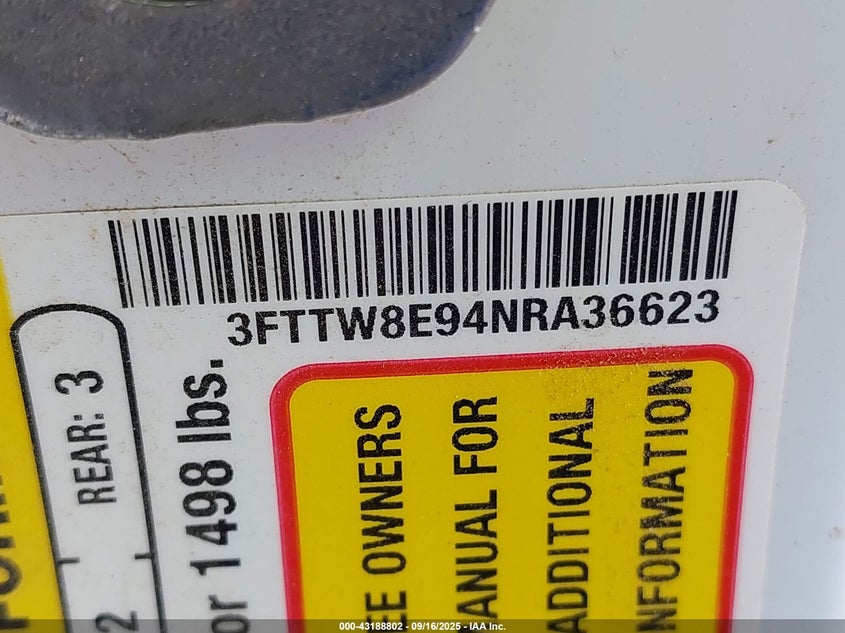 3FTTW8E94NRA36623
REAR: 3
2
or 1498 lbs.
EE OWNERS
ANUAL FOR
ADDITIONAL
NFORMATION
000-43188802 - 09/16/2025 - IAA Inc.